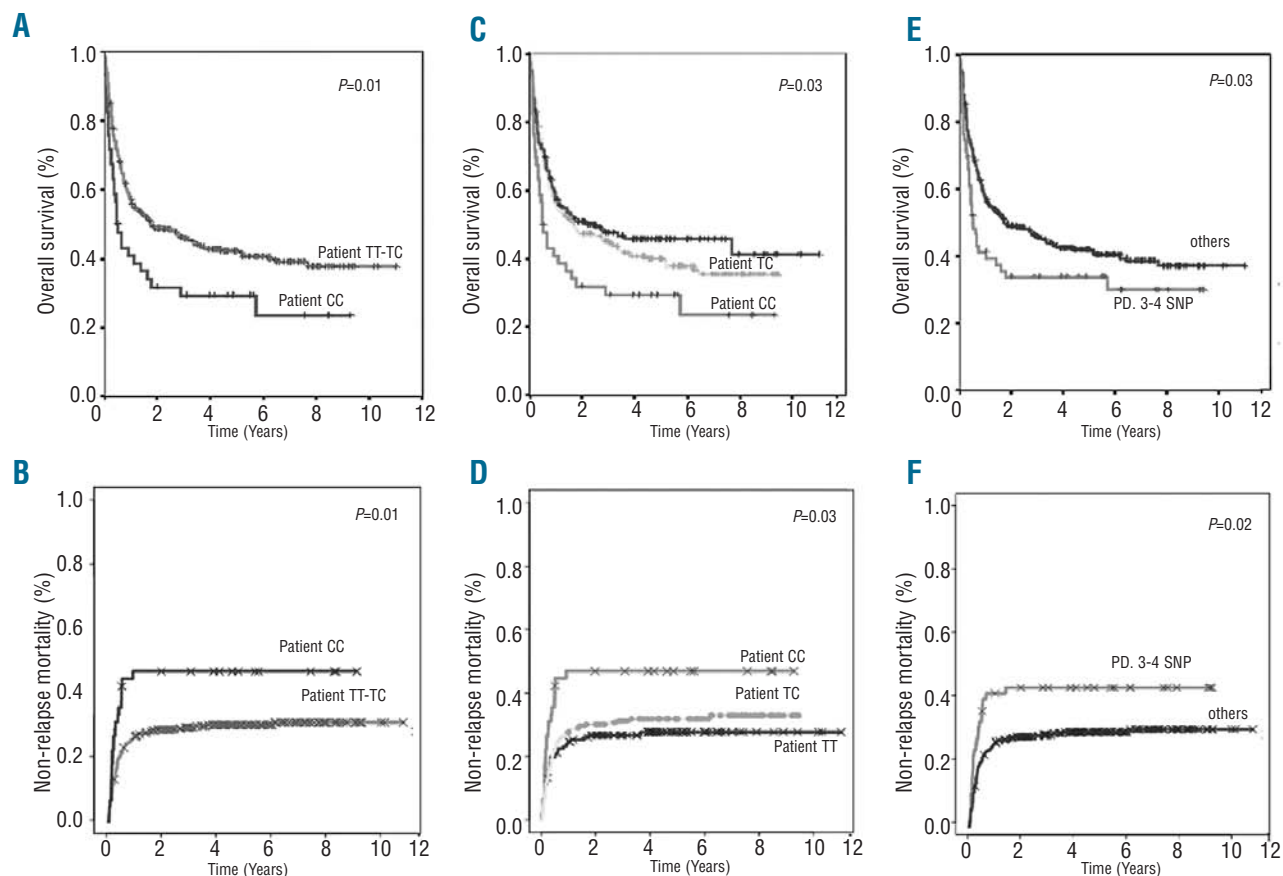 A
Overall survival (%)
1.0
0.8
0.6
0.4
0.2
0.0
P=0.01
Patient TT-TC
Patient CC
0 2 4 6 8 10 12
Time (Years)
C
Overall survival (%)
1.0
0.8
0.6
0.4
0.2
0.0
P=0.03
Patient TC
Patient CC
0 2 4 6 8 10 12
Time (Years)
E
Overall survival (%)
1.0
0.8
0.6
0.4
0.2
0.0
P=0.03
others
PD. 3-4 SNP
0 2 4 6 8 10 12
Time (Years)
B
Non-relapse mortality (%)
1.0
0.8
0.6
0.4
0.2
0.0
P=0.01
Patient CC
Patient TT-TC
0 2 4 6 8 10 12
Time (Years)
D
Non-relapse mortality (%)
1.0
0.8
0.6
0.4
0.2
0.0
P=0.03
Patient CC
Patient TC
Patient TT
0 2 4 6 8 10 12
Time (Years)
F
Non-relapse mortality (%)
1.0
0.8
0.6
0.4
0.2
0.0
P=0.02
PD. 3-4 SNP
others
0 2 4 6 8 10 12
Time (Years)